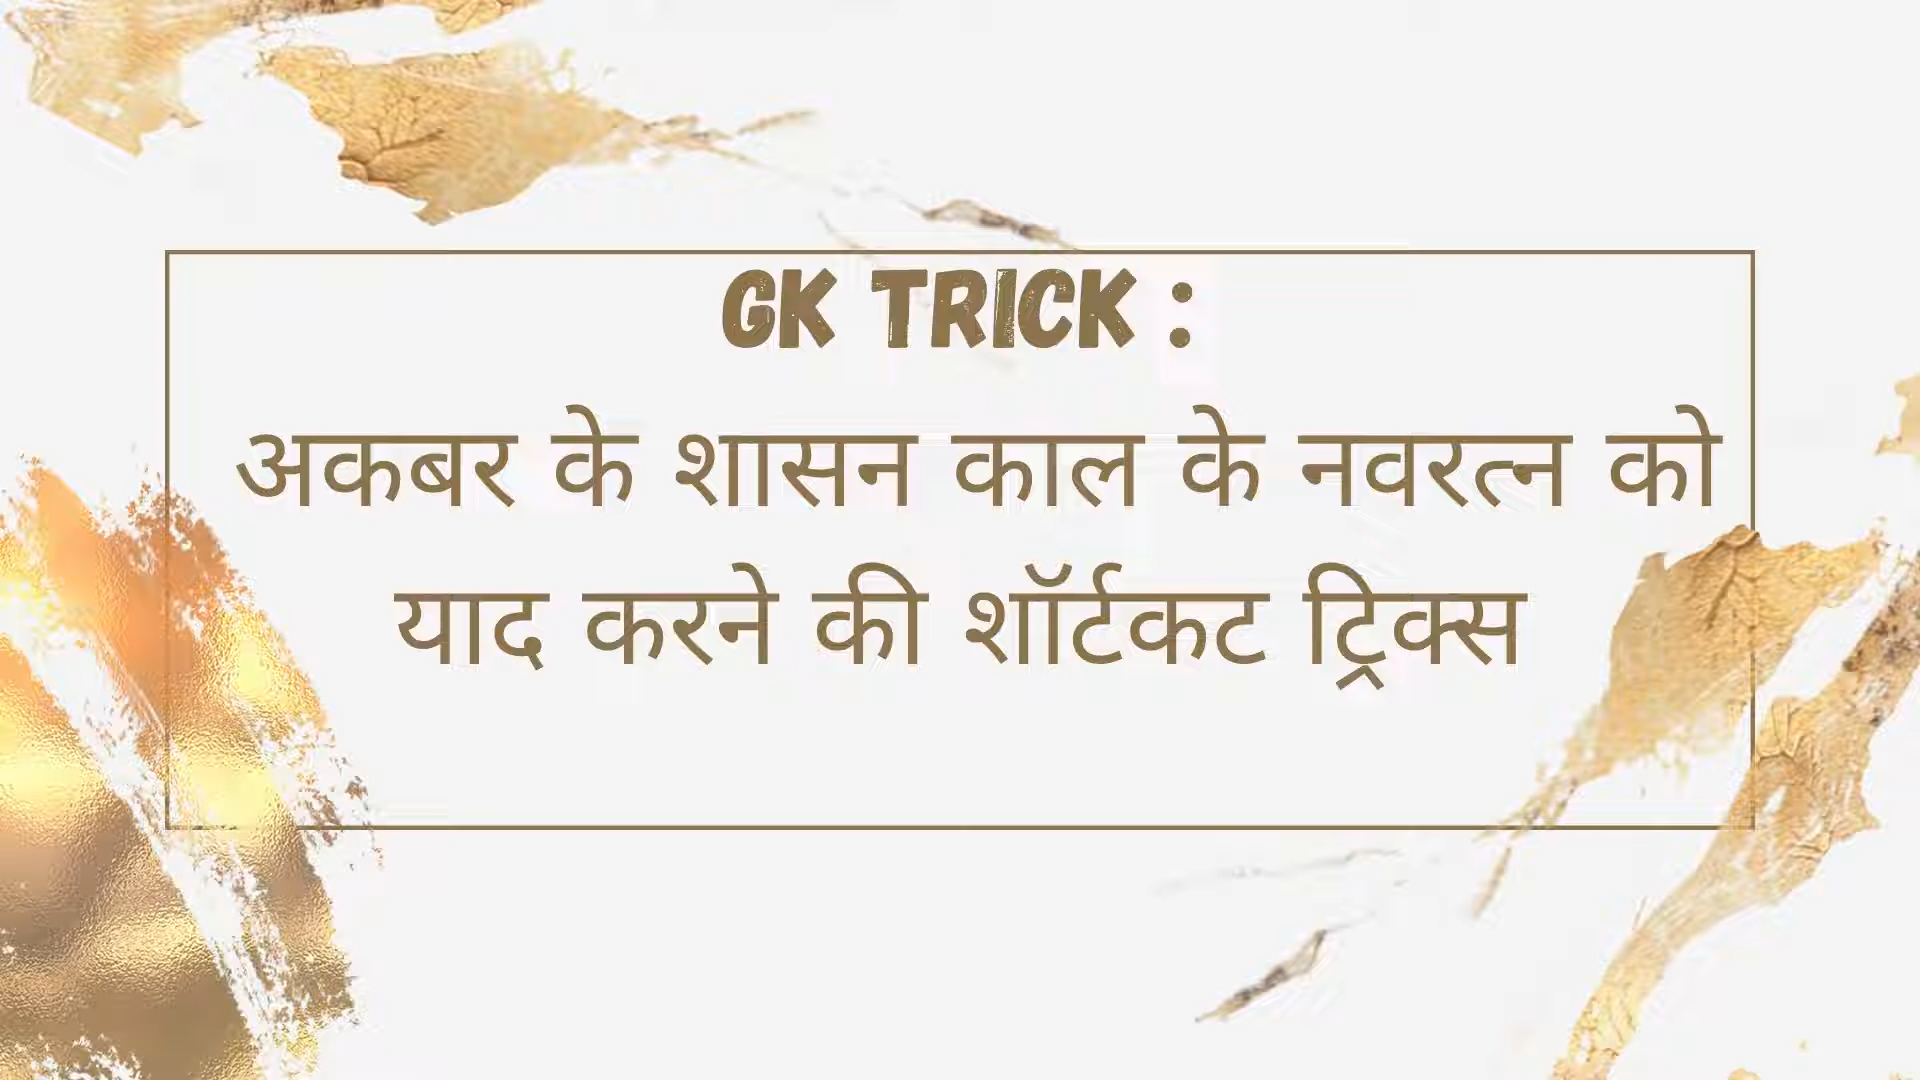 GK TRICK :
अकबर के शासन काल के नवरत्न को
याद करने की शॉर्टकट ट्रिक्स